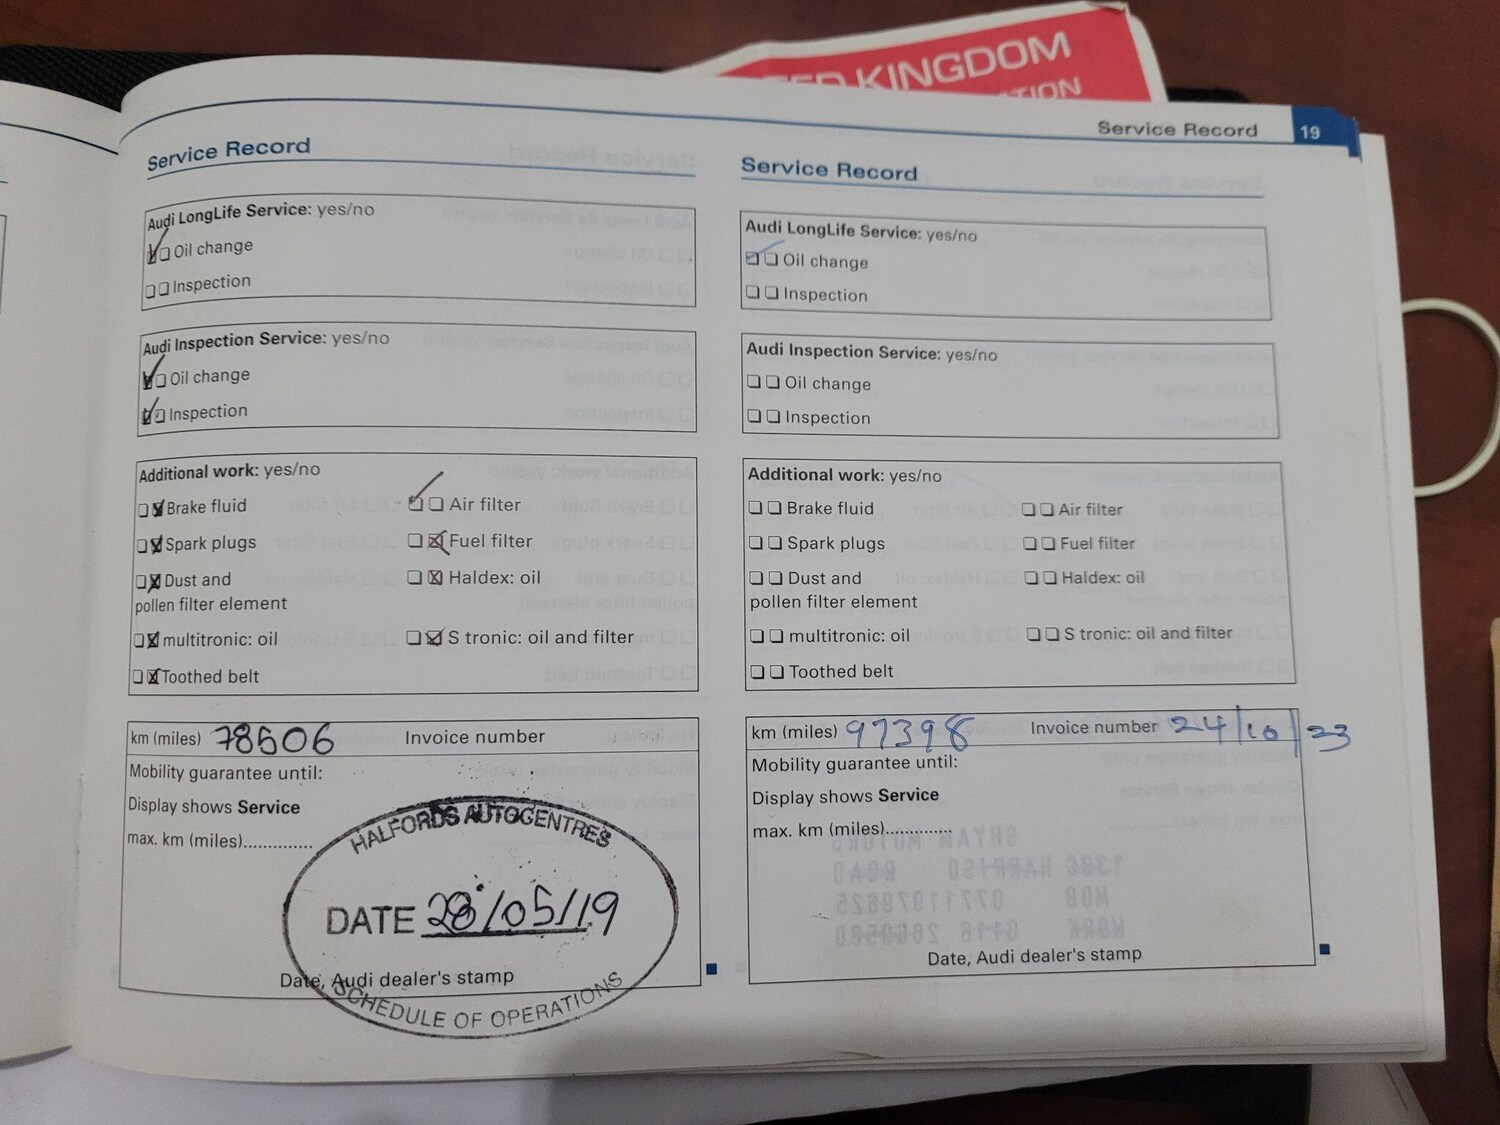 KINGDOM
Service Record 19
Service Record
Audi LongLife Service: yes/no
Oil change
Inspection
Audi Inspection Service: yes/no
Oil change
Inspection
Additional work: yes/no
Brake fluid Air filter
Spark plugs Fuel filter
Dust and Haldex: oil
pollen filter element
multitronic: oil S tronic: oil and filter
Toothed belt
km (miles) 78506 Invoice number
Mobility guarantee until:
Display shows Service
max. km (miles)..............
HALFORDS AUTOCENTRES
DATE 28/05/19
Date, Audi dealer's stamp
SCHEDULE OF OPERATIONS
Service Record
Audi LongLife Service: yes/no
Oil change
Inspection
Audi Inspection Service: yes/no
Oil change
Inspection
Additional work: yes/no
Brake fluid Air filter
Spark plugs Fuel filter
Dust and Haldex: oil
pollen filter element
multitronic: oil S tronic: oil and filter
Toothed belt
km (miles) 97398 Invoice number 24/10/23
Mobility guarantee until:
Display shows Service
max. km (miles)..............
Date, Audi dealer's stamp